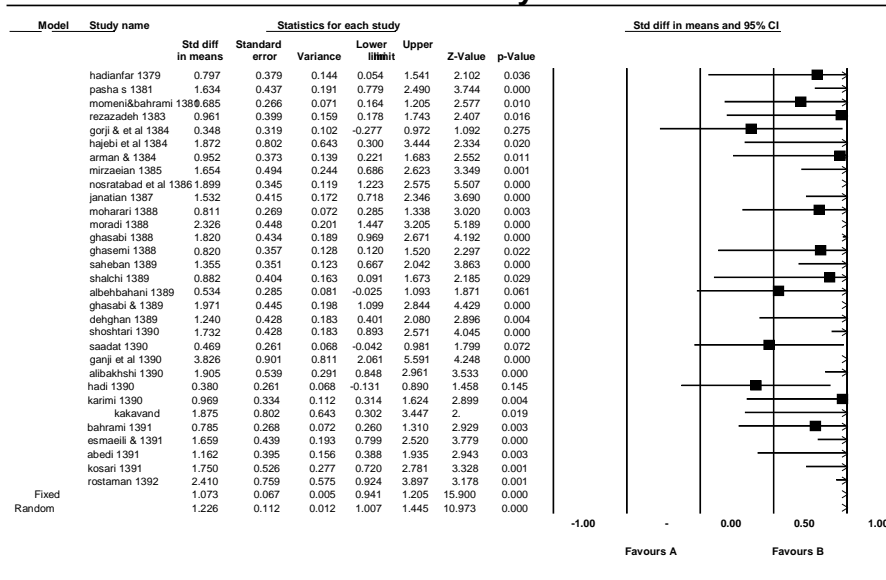 Model Study name Statistics for each study Std diff in means and 95% CI
Std diff Standard Lower Upper
in means error Variance limit limit Z-Value p-Value
hadianfar 1379 0.797 0.379 0.144 0.054 1.541 2.102 0.036
pasha s 1381 1.634 0.437 0.191 0.779 2.490 3.744 0.000
momeni&bahrami 1380 0.685 0.266 0.071 0.164 1.205 2.577 0.010
rezazadeh 1383 0.961 0.399 0.159 0.178 1.743 2.407 0.016
gorji & et al 1384 0.348 0.319 0.102 -0.277 0.972 1.092 0.275
hajebi et al 1384 1.872 0.802 0.643 0.300 3.444 2.334 0.020
arman & 1384 0.952 0.373 0.139 0.221 1.683 2.552 0.011
mirzaeian 1385 1.654 0.494 0.244 0.686 2.623 3.349 0.001
nosratabad et al 1386 1.899 0.345 0.119 1.223 2.575 5.507 0.000
janatian 1387 1.532 0.415 0.172 0.718 2.346 3.690 0.000
moharari 1388 0.811 0.269 0.072 0.285 1.338 3.020 0.003
moradi 1388 2.326 0.448 0.201 1.447 3.205 5.189 0.000
ghasabi 1388 1.820 0.434 0.189 0.969 2.671 4.192 0.000
ghasemi 1388 0.820 0.357 0.128 0.120 1.520 2.297 0.022
saheban 1389 1.355 0.351 0.123 0.667 2.042 3.863 0.000
shalchi 1389 0.882 0.404 0.163 0.091 1.673 2.185 0.029
albehbahani 1389 0.534 0.285 0.081 -0.025 1.093 1.871 0.061
ghasabi & 1389 1.971 0.445 0.198 1.099 2.844 4.429 0.000
dehghan 1389 1.240 0.428 0.183 0.401 2.080 2.896 0.004
shoshtari 1390 1.732 0.428 0.183 0.893 2.571 4.045 0.000
saadat 1390 0.469 0.261 0.068 -0.042 0.981 1.799 0.072
ganji et al 1390 3.826 0.901 0.811 2.061 5.591 4.248 0.000
alibakhshi 1390 1.905 0.539 0.291 0.848 2.961 3.533 0.000
hadi 1390 0.380 0.261 0.068 -0.131 0.890 1.458 0.145
karimi 1390 0.969 0.334 0.112 0.314 1.624 2.899 0.004
kakavand 1.875 0.802 0.643 0.302 3.447 2. 0.019
bahrami 1391 0.785 0.268 0.072 0.260 1.310 2.929 0.003
esmaeili & 1391 1.659 0.439 0.193 0.799 2.520 3.779 0.000
abedi 1391 1.162 0.395 0.156 0.388 1.935 2.943 0.003
kosari 1391 1.750 0.526 0.277 0.720 2.781 3.328 0.001
rostaman 1392 2.410 0.759 0.575 0.924 3.897 3.178 0.001
Fixed 1.073 0.067 0.005 0.941 1.205 15.900 0.000
Random 1.226 0.112 0.012 1.007 1.445 10.973 0.000
-1.00 - 0.00 0.50 1.00
Favours A Favours B